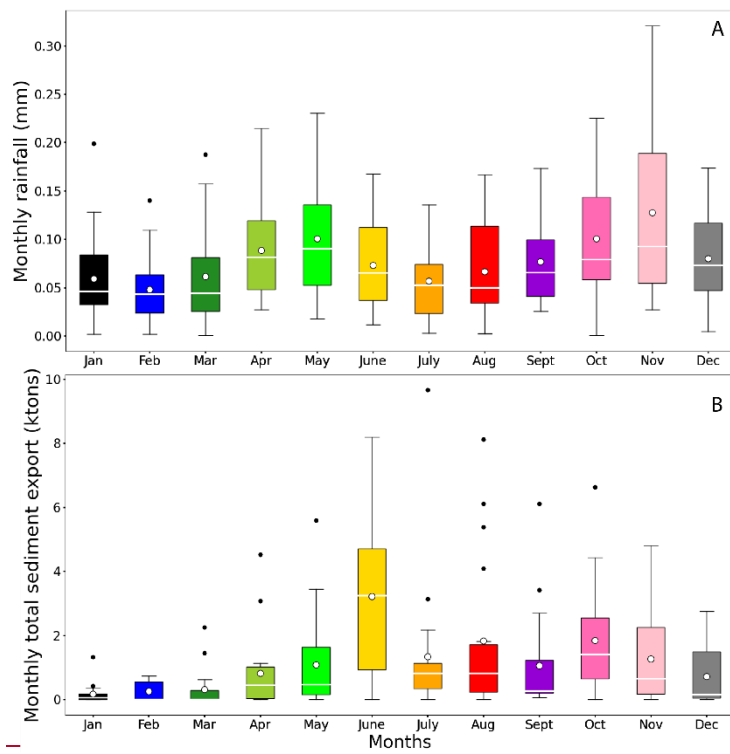 A
Monthly rainfall (mm)
0.30
0.25
0.20
0.15
0.10
0.05
0.00
Jan Feb Mar Apr May June July Aug Sept Oct Nov Dec
B
Monthly total sediment export (ktons)
10
8
6
4
2
0
Jan Feb Mar Apr May June July Aug Sept Oct Nov Dec
Months